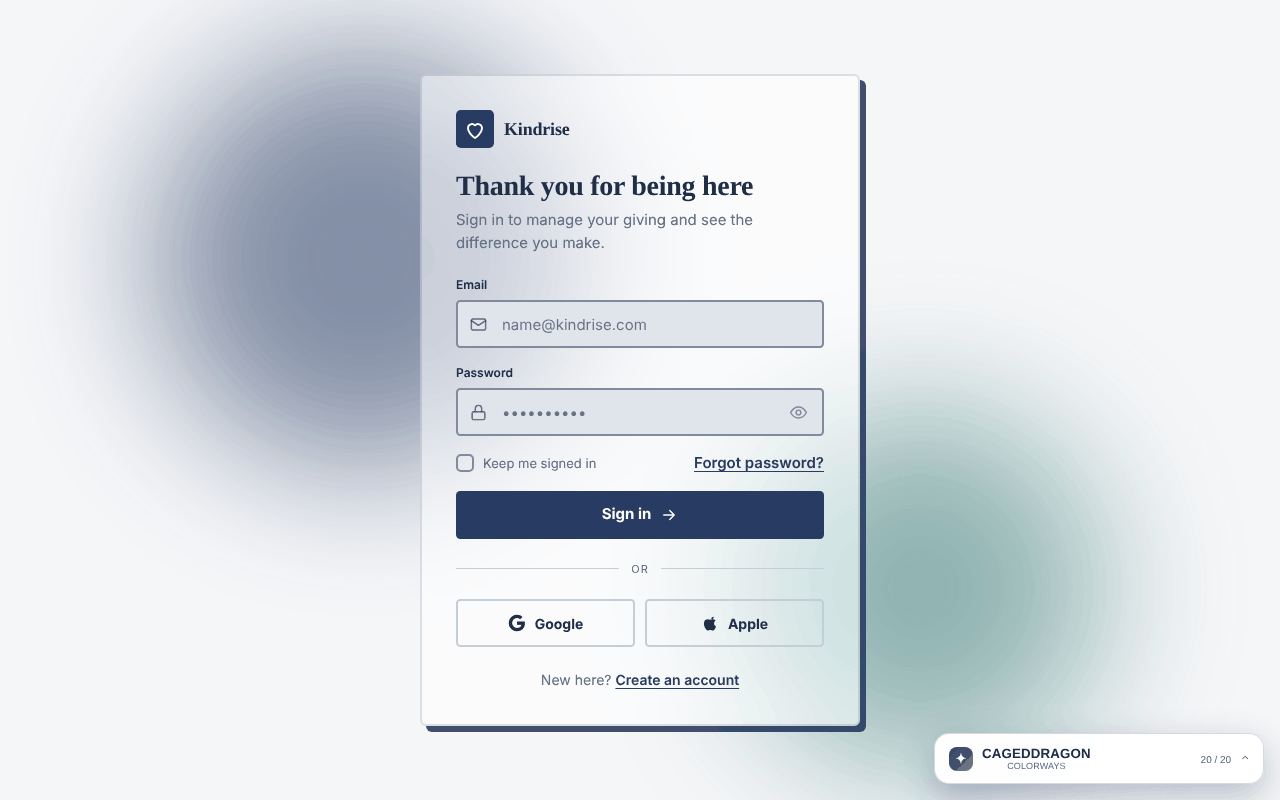 Kindrise
Thank you for being here
Sign in to manage your giving and see the
difference you make.
Email
name@kindrise.com
Password
••••••••••
Keep me signed in
Forgot password?
Sign in →
OR
Google
Apple
New here? Create an account
CAGEDDRAGON
COLORWAYS
20 / 20